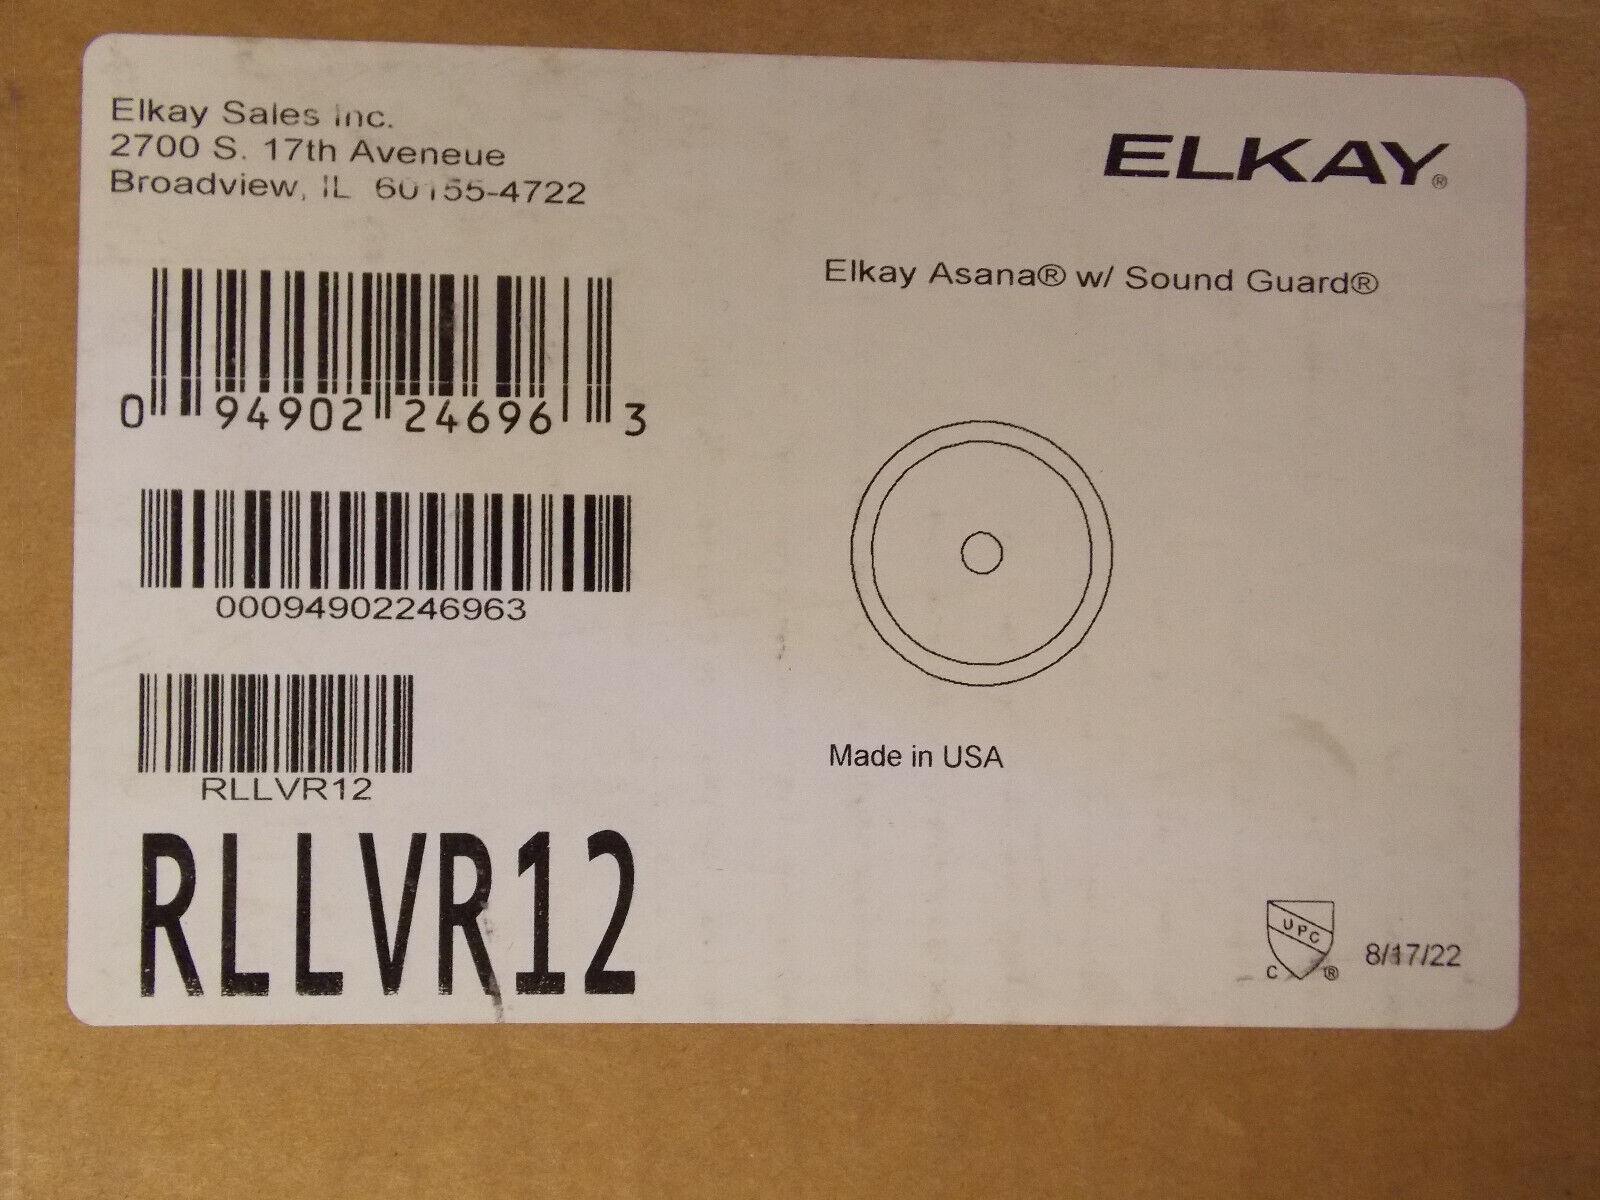 Elkay Sales Inc.
2700 S. 17th Aveneue
Broadview, IL 60155-4722
ELKAY®
Elkay Asana® w/ Sound Guard®
0 94902 24696 3
00094902246963
RLLVR12
Made in USA
RLLVR12
UPC
C ®
8/17/22